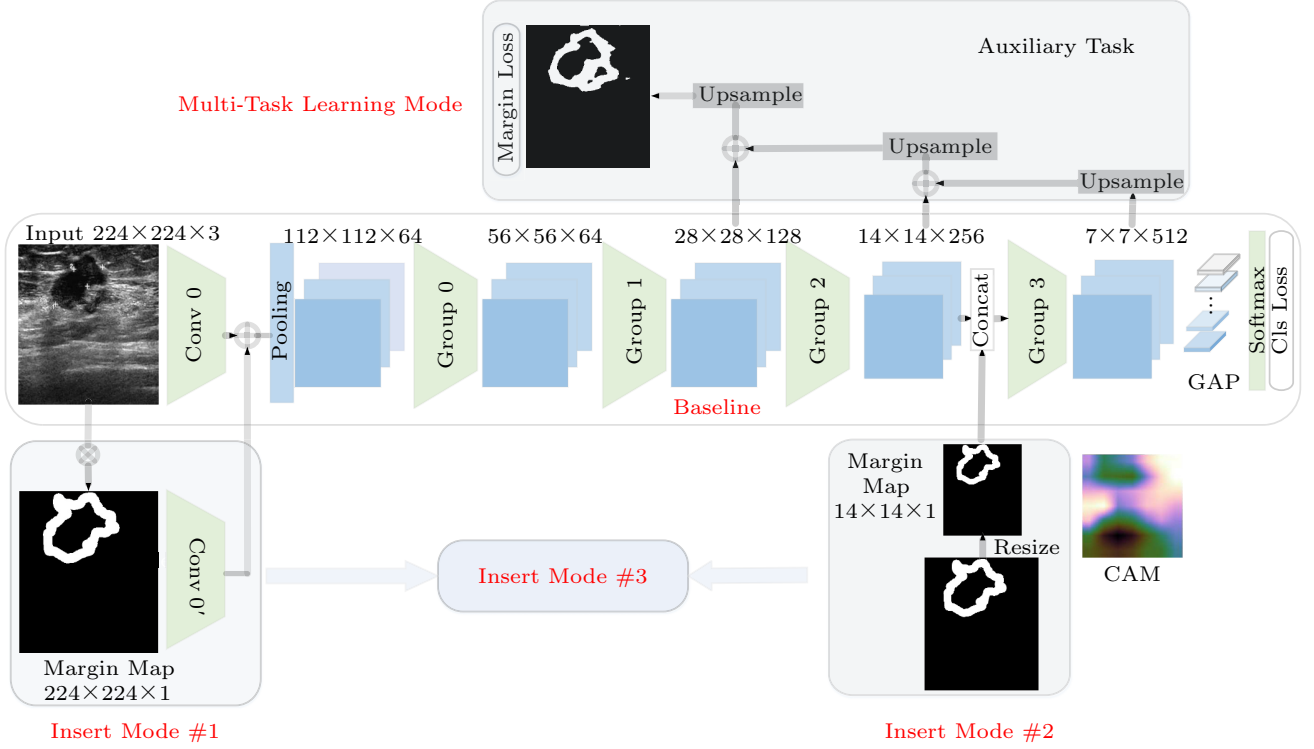 Auxiliary Task
Margin Loss
Upsample
Multi-Task Learning Mode
Upsample
Upsample
Input 224×224×3
112×112×64
56×56×64
28×28×128
14×14×256
7×7×512
Conv 0
Pooling
Group 0
Group 1
Group 2
Concat
Group 3
...
GAP
Softmax
Cls Loss
Baseline
Conv 0′
Margin Map
224×224×1
Insert Mode #1
Insert Mode #3
Margin
Map
14×14×1
Resize
CAM
Insert Mode #2